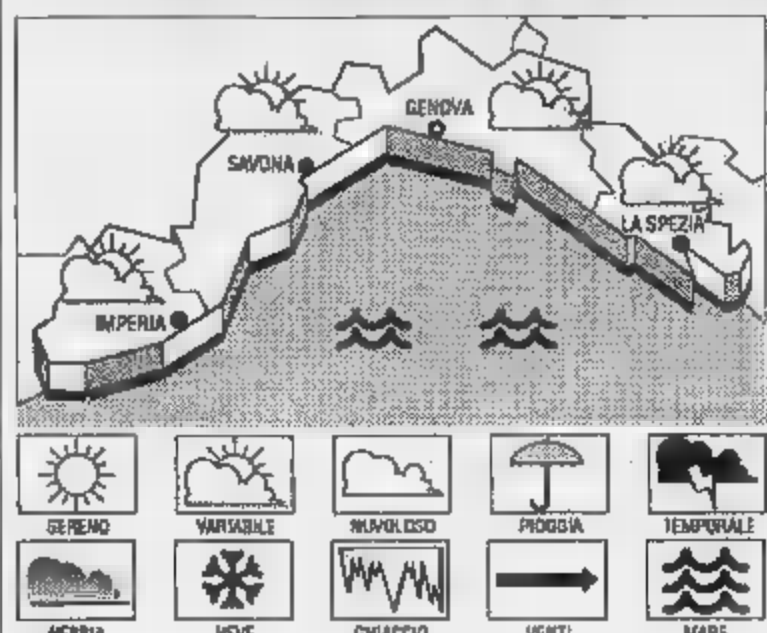 GENOVA
SAVONA
LA SPEZIA
IMPERIA
SERENO VARIABILE NUVOLOSO PIOGGIA TEMPORALE
NEBBIA NEVE GHIACCIO VENTI MARE